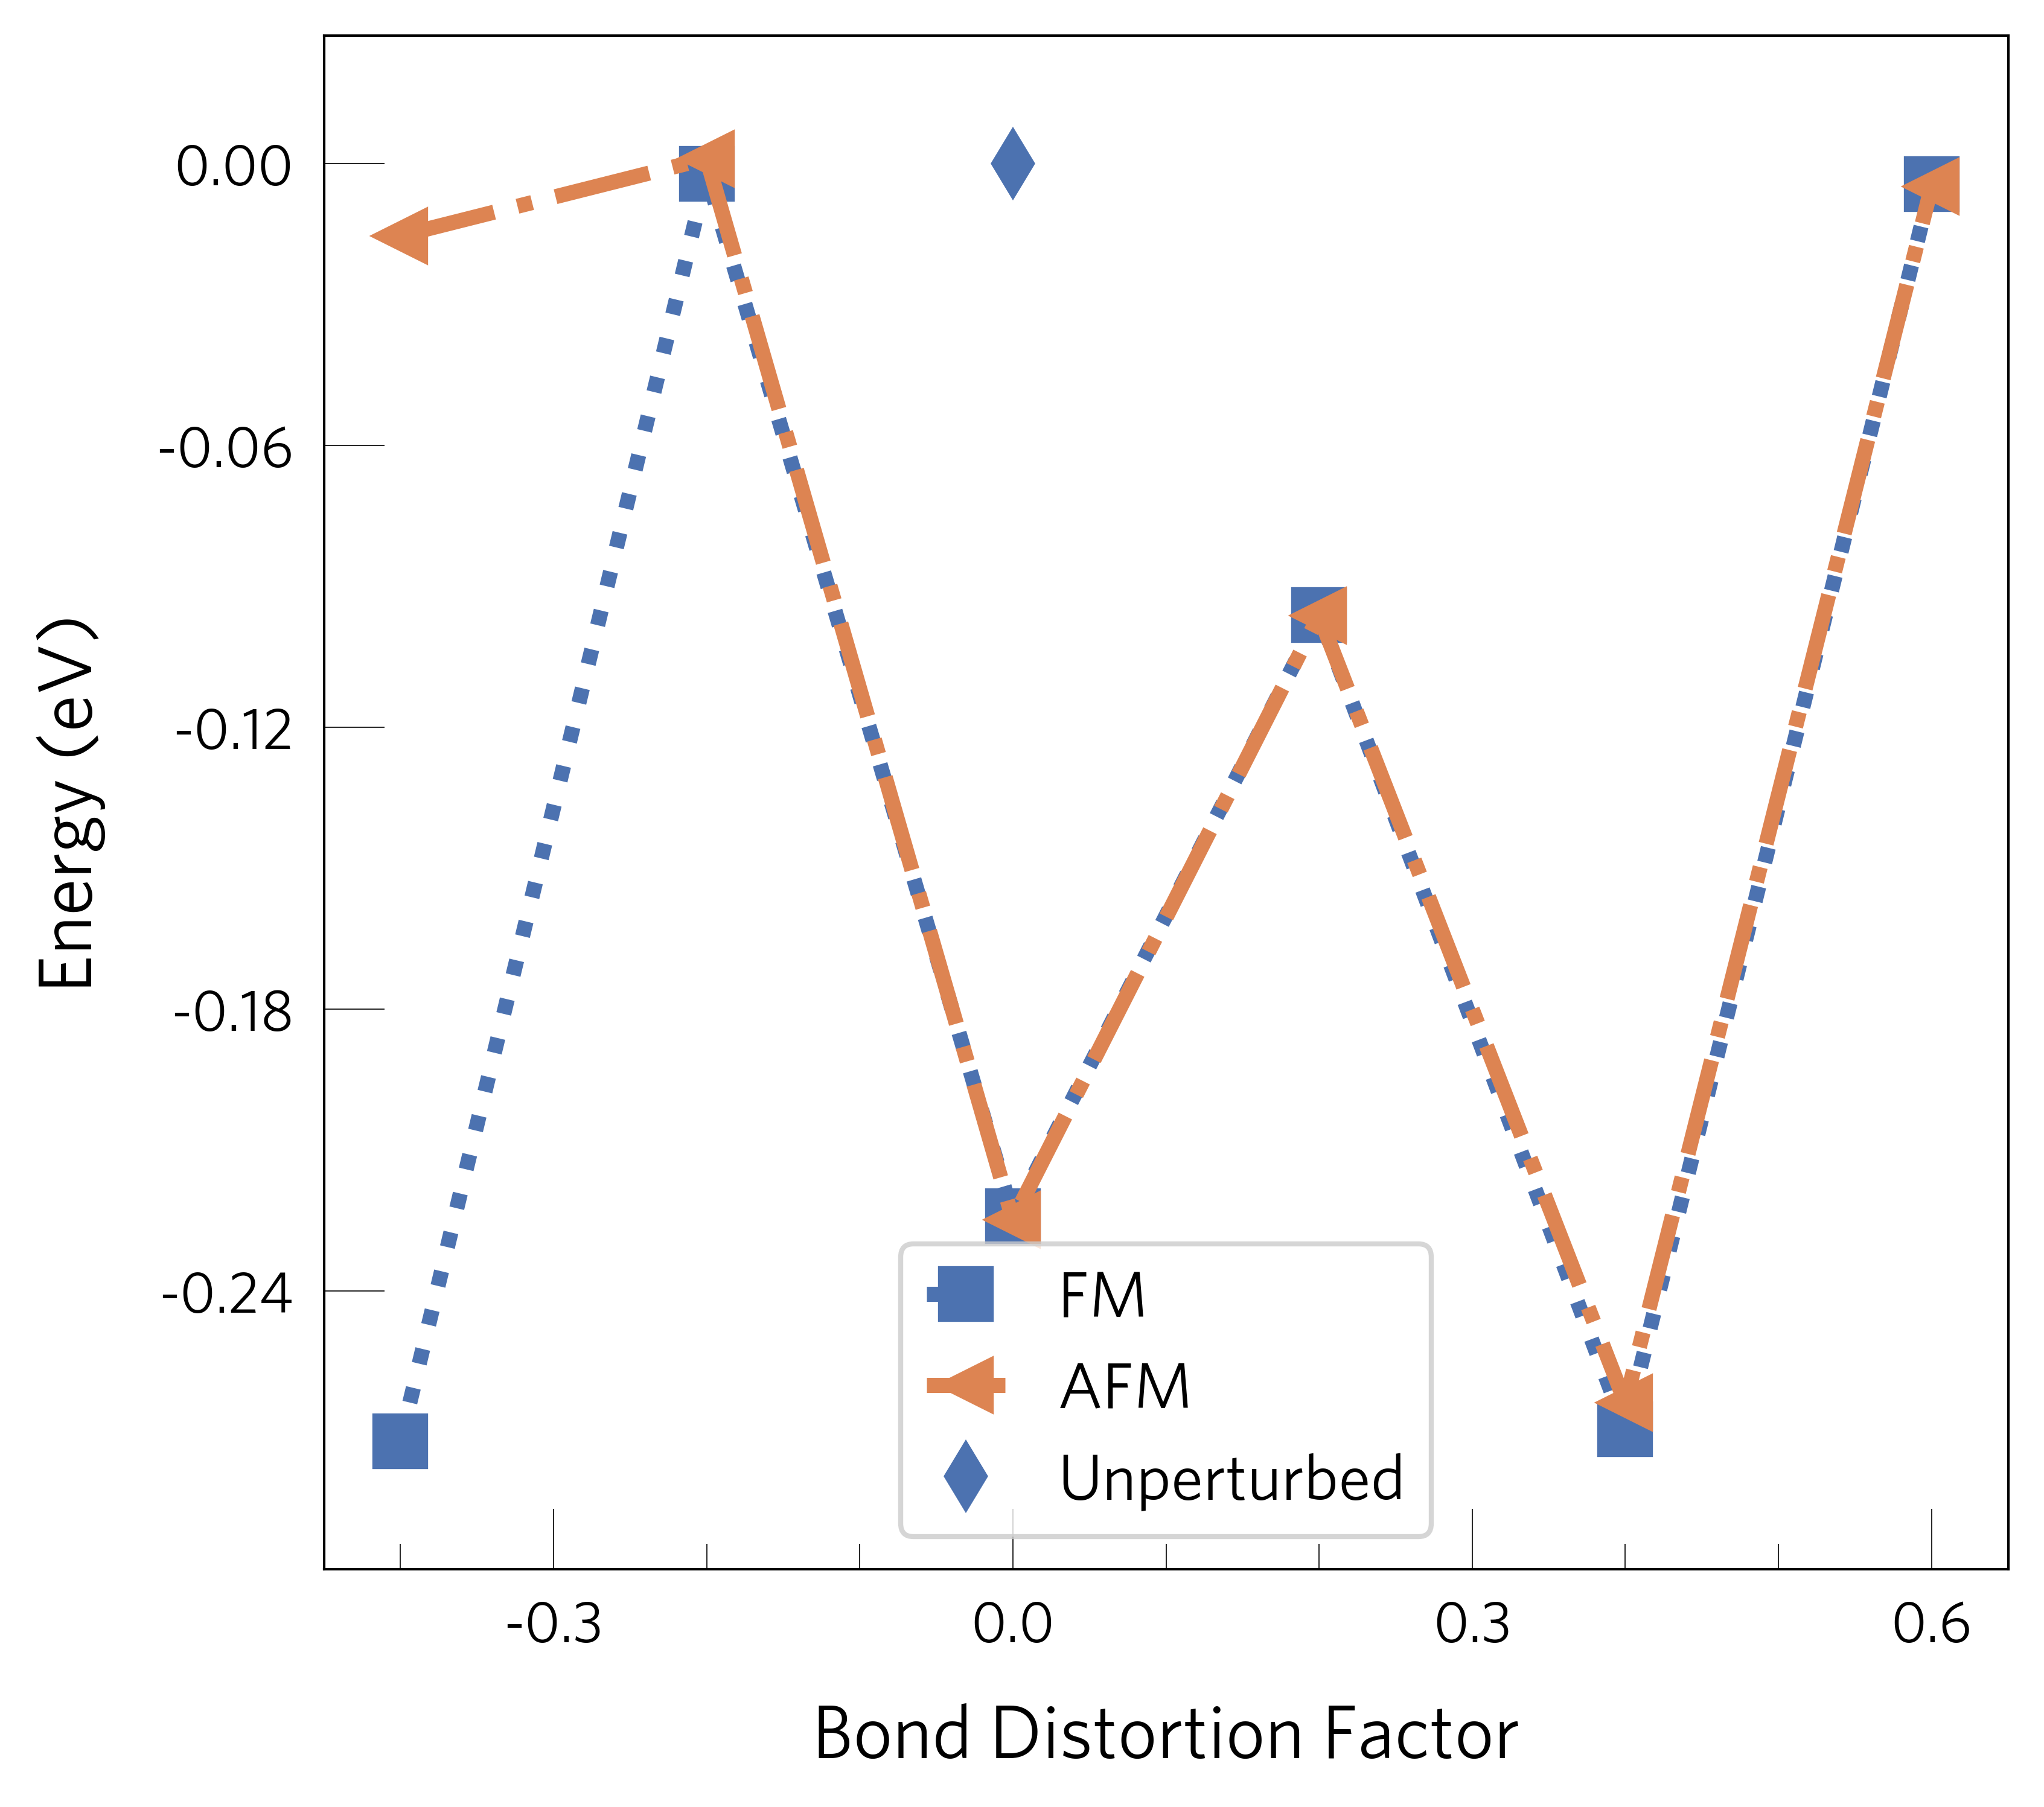 0.00
-0.06
-0.12
-0.18
-0.24
Energy (eV)
FM
AFM
Unperturbed
-0.3
0.0
0.3
0.6
Bond Distortion Factor